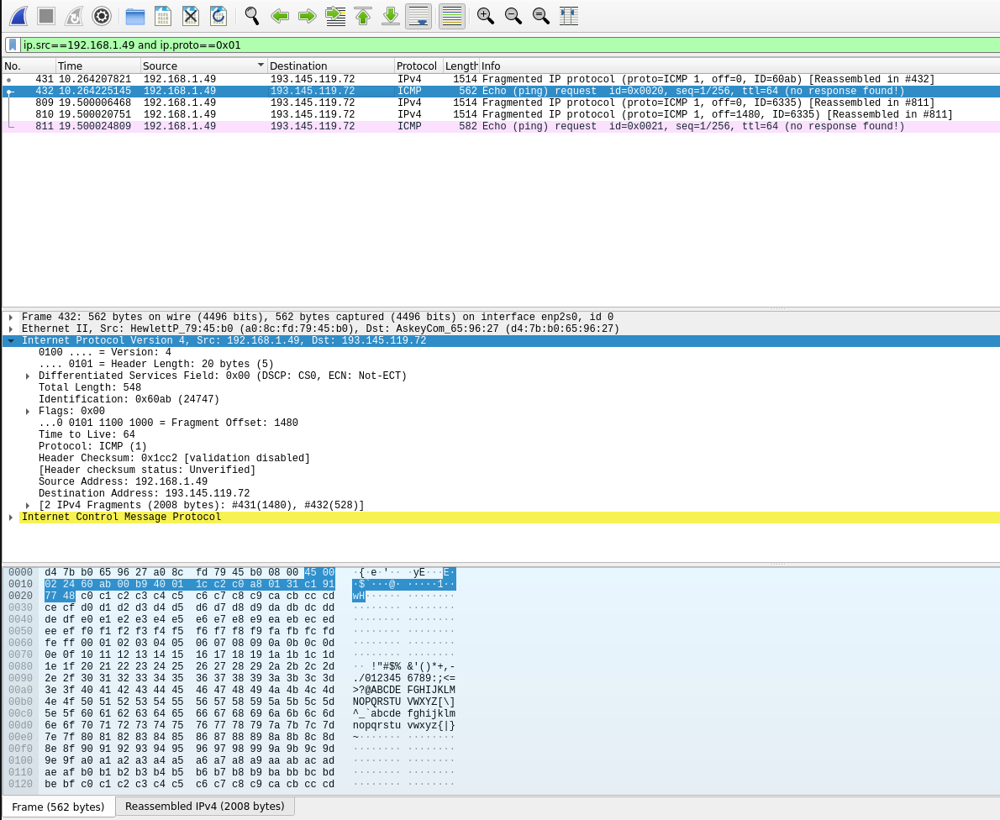 ip.src==192.168.1.49 and ip.proto==0x01
No. Time Source Destination Protocol Length Info
431 10.264207821 192.168.1.49 193.145.119.72 IPv4 1514 Fragmented IP protocol (proto=ICMP 1, off=0, ID=60ab) [Reassembled in #432]
432 10.264225145 192.168.1.49 193.145.119.72 ICMP 562 Echo (ping) request id=0x0020, seq=1/256, ttl=64 (no response found!)
809 19.500006468 192.168.1.49 193.145.119.72 IPv4 1514 Fragmented IP protocol (proto=ICMP 1, off=0, ID=6335) [Reassembled in #811]
810 19.500020751 192.168.1.49 193.145.119.72 IPv4 1514 Fragmented IP protocol (proto=ICMP 1, off=1480, ID=6335) [Reassembled in #811]
811 19.500024809 192.168.1.49 193.145.119.72 ICMP 582 Echo (ping) request id=0x0021, seq=1/256, ttl=64 (no response found!)
Frame 432: 562 bytes on wire (4496 bits), 562 bytes captured (4496 bits) on interface enp2s0, id 0
Ethernet II, Src: HewlettP_79:45:b0 (a0:8c:fd:79:45:b0), Dst: AskeyCom_65:96:27 (d4:7b:b0:65:96:27)
Internet Protocol Version 4, Src: 192.168.1.49, Dst: 193.145.119.72
0100 .... = Version: 4
.... 0101 = Header Length: 20 bytes (5)
Differentiated Services Field: 0x00 (DSCP: CS0, ECN: Not-ECT)
Total Length: 548
Identification: 0x60ab (24747)
Flags: 0x00
...0 0101 1100 1000 = Fragment Offset: 1480
Time to Live: 64
Protocol: ICMP (1)
Header Checksum: 0x1cc2 [validation disabled]
[Header checksum status: Unverified]
Source Address: 192.168.1.49
Destination Address: 193.145.119.72
[2 IPv4 Fragments (2008 bytes): #431(1480), #432(528)]
Internet Control Message Protocol
0000 d4 7b b0 65 96 27 a0 8c fd 79 45 b0 08 00 45 00 ·{·e·'·· ·yE···E·
0010 02 24 60 ab 00 b9 40 01 1c c2 c0 a8 01 31 c1 91 ·$`···@· ·····1··
0020 77 48 c0 c1 c2 c3 c4 c5 c6 c7 c8 c9 ca cb cc cd wH······ ········
0030 ce cf d0 d1 d2 d3 d4 d5 d6 d7 d8 d9 da db dc dd ········ ········
0040 de df e0 e1 e2 e3 e4 e5 e6 e7 e8 e9 ea eb ec ed ········ ········
0050 ee ef f0 f1 f2 f3 f4 f5 f6 f7 f8 f9 fa fb fc fd ········ ········
0060 fe ff 00 01 02 03 04 05 06 07 08 09 0a 0b 0c 0d ········ ········
0070 0e 0f 10 11 12 13 14 15 16 17 18 19 1a 1b 1c 1d ········ ········
0080 1e 1f 20 21 22 23 24 25 26 27 28 29 2a 2b 2c 2d ·· !"#$% &'()*+,-
0090 2e 2f 30 31 32 33 34 35 36 37 38 39 3a 3b 3c 3d ./012345 6789:;<=
00a0 3e 3f 40 41 42 43 44 45 46 47 48 49 4a 4b 4c 4d >?@ABCDE FGHIJKLM
00b0 4e 4f 50 51 52 53 54 55 56 57 58 59 5a 5b 5c 5d NOPQRSTU VWXYZ[\]
00c0 5e 5f 60 61 62 63 64 65 66 67 68 69 6a 6b 6c 6d ^_`abcde fghijklm
00d0 6e 6f 70 71 72 73 74 75 76 77 78 79 7a 7b 7c 7d nopqrstu vwxyz{|}
00e0 7e 7f 80 81 82 83 84 85 86 87 88 89 8a 8b 8c 8d ~······· ········
00f0 8e 8f 90 91 92 93 94 95 96 97 98 99 9a 9b 9c 9d ········ ········
0100 9e 9f a0 a1 a2 a3 a4 a5 a6 a7 a8 a9 aa ab ac ad ········ ········
0110 ae af b0 b1 b2 b3 b4 b5 b6 b7 b8 b9 ba bb bc bd ········ ········
0120 be bf c0 c1 c2 c3 c4 c5 c6 c7 c8 c9 ca cb cc cd ········ ········
Frame (562 bytes) Reassembled IPv4 (2008 bytes)